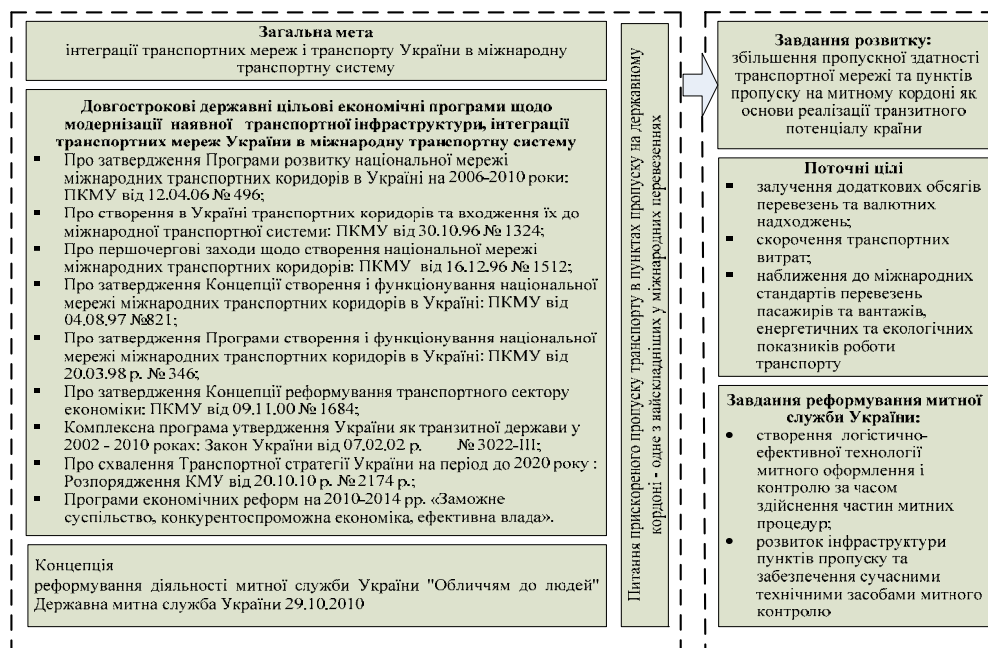 Загальна мета
інтеграції транспортних мереж і транспорту України в міжнародну
транспортну систему
Довгострокові державні цільові економічні програми щодо
модернізації наявної транспортної інфраструктури, інтеграції
транспортних мереж України в міжнародну транспортну систему
▪ Про затвердження Програми розвитку національної мережі
міжнародних транспортних коридорів в Україні на 2006-2010 роки:
ПКМУ від 12.04.06 № 496;
▪ Про створення в Україні транспортних коридорів та входження їх до
міжнародної транспортної системи: ПКМУ від 30.10.96 № 1324;
▪ Про першочергові заходи щодо створення національної мережі
міжнародних транспортних коридорів: ПКМУ від 16.12.96 № 1512;
▪ Про затвердження Концепції створення і функціонування національної
мережі міжнародних транспортних коридорів в Україні: ПКМУ від
04.08.97 №821;
▪ Про затвердження Програми створення і функціонування національної
мережі міжнародних транспортних коридорів в Україні: ПКМУ від
20.03.98 р. № 346;
▪ Про затвердження Концепції реформування транспортного сектору
економіки: ПКМУ від 09.11.00 № 1684;
▪ Комплексна програма утвердження України як транзитної держави у
2002 - 2010 роках: Закон України від 07.02.02 р. № 3022-III;
▪ Про схвалення Транспортної стратегії України на період до 2020 року :
Розпорядження КМУ від 20.10.10 р. № 2174 р.;
▪ Програми економічних реформ на 2010-2014 рр. «Заможне
суспільство, конкурентоспроможна економіка, ефективна влада».
Концепція
реформування діяльності митної служби України "Обличчям до людей"
Державна митна служба України 29.10.2010
Питання прискореного пропуску транспорту в пунктах пропуску на державному
кордоні - одне з найскладніших у міжнародних перевезеннях
Завдання розвитку:
збільшення пропускної здатності
транспортної мережі та пунктів
пропуску на митному кордоні як
основи реалізації транзитного
потенціалу країни
Поточні цілі
▪ залучення додаткових обсягів
перевезень та валютних
надходжень;
▪ скорочення транспортних
витрат;
▪ наближення до міжнародних
стандартів перевезень
пасажирів та вантажів,
енергетичних та екологічних
показників роботи
транспорту
Завдання реформування митної
служби України:
• створення логістично-
ефективної технології
митного оформлення і
контролю за часом
здійснення частин митних
процедур;
• розвиток інфраструктури
пунктів пропуску та
забезпечення сучасними
технічними засобами митного
контролю